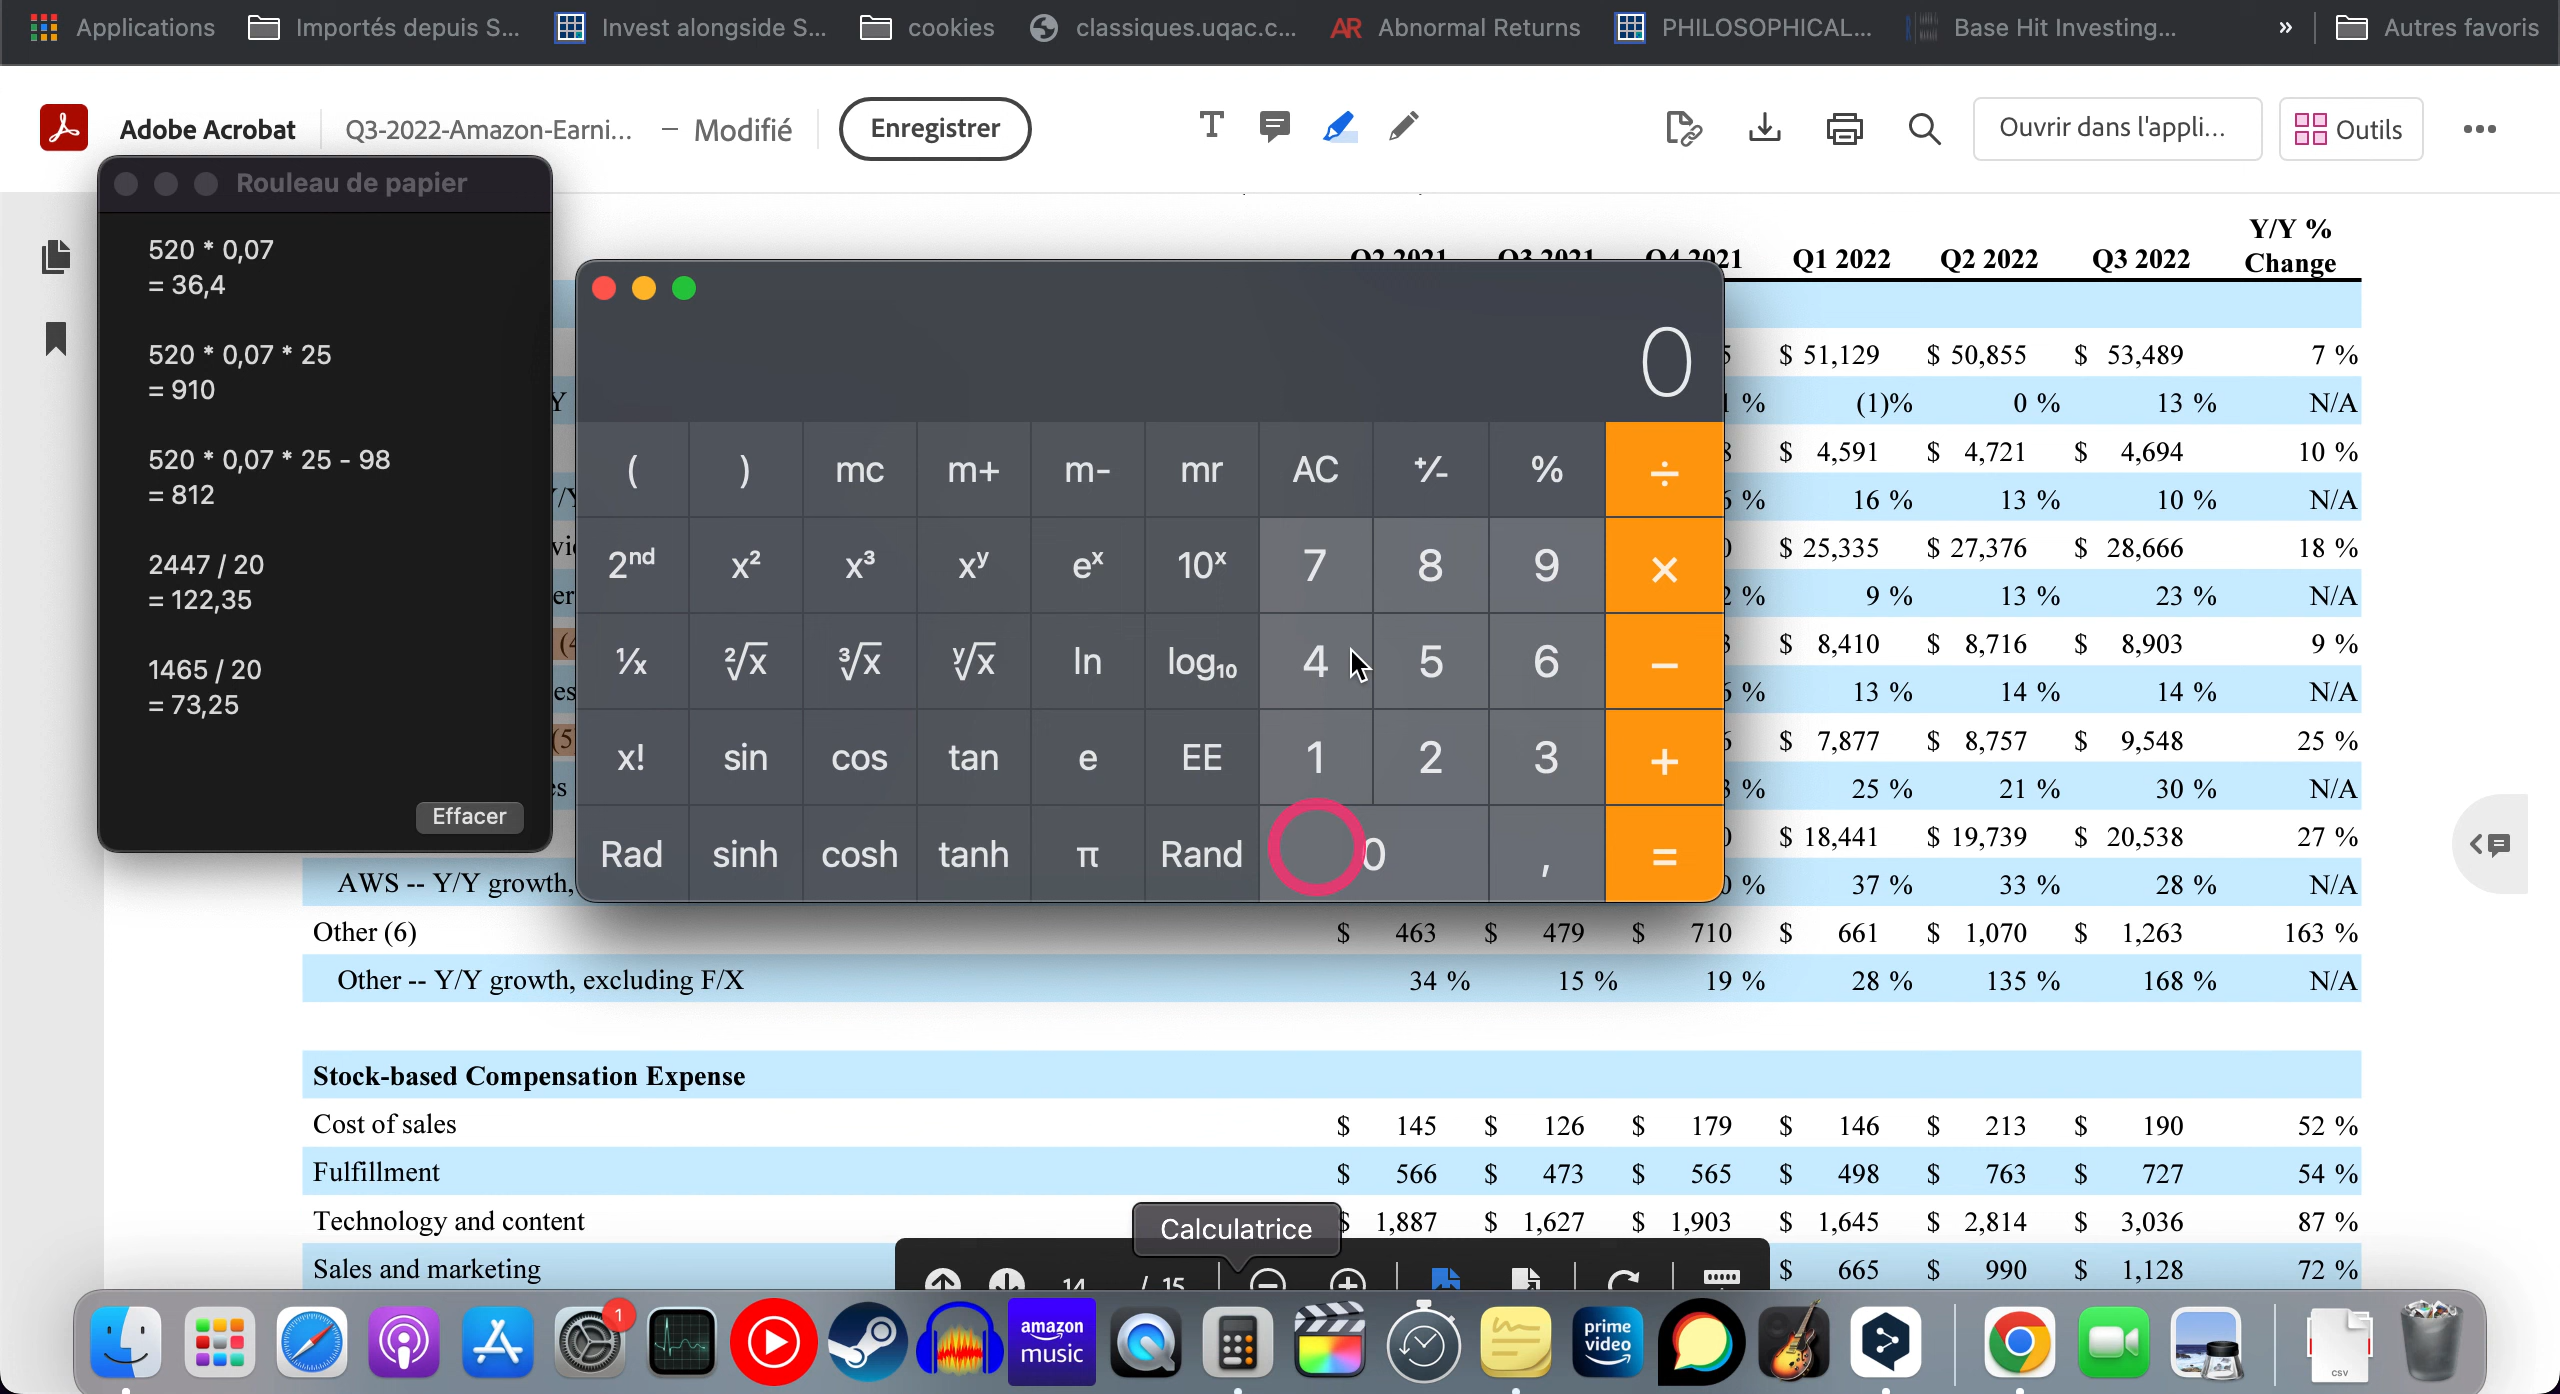 Applications Importés depuis S... Invest alongside S... cookies classiques.uqac.c... AR Abnormal Returns PHILOSOPHICAL... Base Hit Investing... » Autres favoris
Adobe Acrobat Q3-2022-Amazon-Earni... – Modifié Enregistrer T Ouvrir dans l'appli... Outils
Rouleau de papier
520 * 0,07
= 36,4
520 * 0,07 * 25
= 910
520 * 0,07 * 25 - 98
= 812
2447 / 20
= 122,35
1465 / 20
= 73,25
Effacer
0
( ) mc m+ m- mr AC ⁺∕₋ % ÷
2ⁿᵈ x² x³ xʸ eˣ 10ˣ 7 8 9 ×
¹∕x ²√x ³√x ʸ√x ln log₁₀ 4 5 6 −
x! sin cos tan e EE 1 2 3 +
Rad sinh cosh tanh π Rand 0 , =
Y/Y %
Q2 2021 Q3 2021 Q4 2021 Q1 2022 Q2 2022 Q3 2022 Change
$ 51,129 $ 50,855 $ 53,489 7 %
% (1)% 0 % 13 % N/A
$ 4,591 $ 4,721 $ 4,694 10 %
% 16 % 13 % 10 % N/A
$ 25,335 $ 27,376 $ 28,666 18 %
% 9 % 13 % 23 % N/A
$ 8,410 $ 8,716 $ 8,903 9 %
% 13 % 14 % 14 % N/A
$ 7,877 $ 8,757 $ 9,548 25 %
% 25 % 21 % 30 % N/A
$ 18,441 $ 19,739 $ 20,538 27 %
AWS -- Y/Y growth, % 37 % 33 % 28 % N/A
Other (6) $ 463 $ 479 $ 710 $ 661 $ 1,070 $ 1,263 163 %
Other -- Y/Y growth, excluding F/X 34 % 15 % 19 % 28 % 135 % 168 % N/A
Stock-based Compensation Expense
Cost of sales $ 145 $ 126 $ 179 $ 146 $ 213 $ 190 52 %
Fulfillment $ 566 $ 473 $ 565 $ 498 $ 763 $ 727 54 %
Technology and content $ 1,887 $ 1,627 $ 1,903 $ 1,645 $ 2,814 $ 3,036 87 %
Calculatrice
Sales and marketing $ 665 $ 990 $ 1,128 72 %
14 / 15
1
amazon music
prime video
CSV